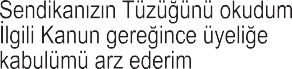 Sendikanızın Tüzüğünü okudum
İlgili Kanun gereğince üyeliğe
kabulümü arz ederim